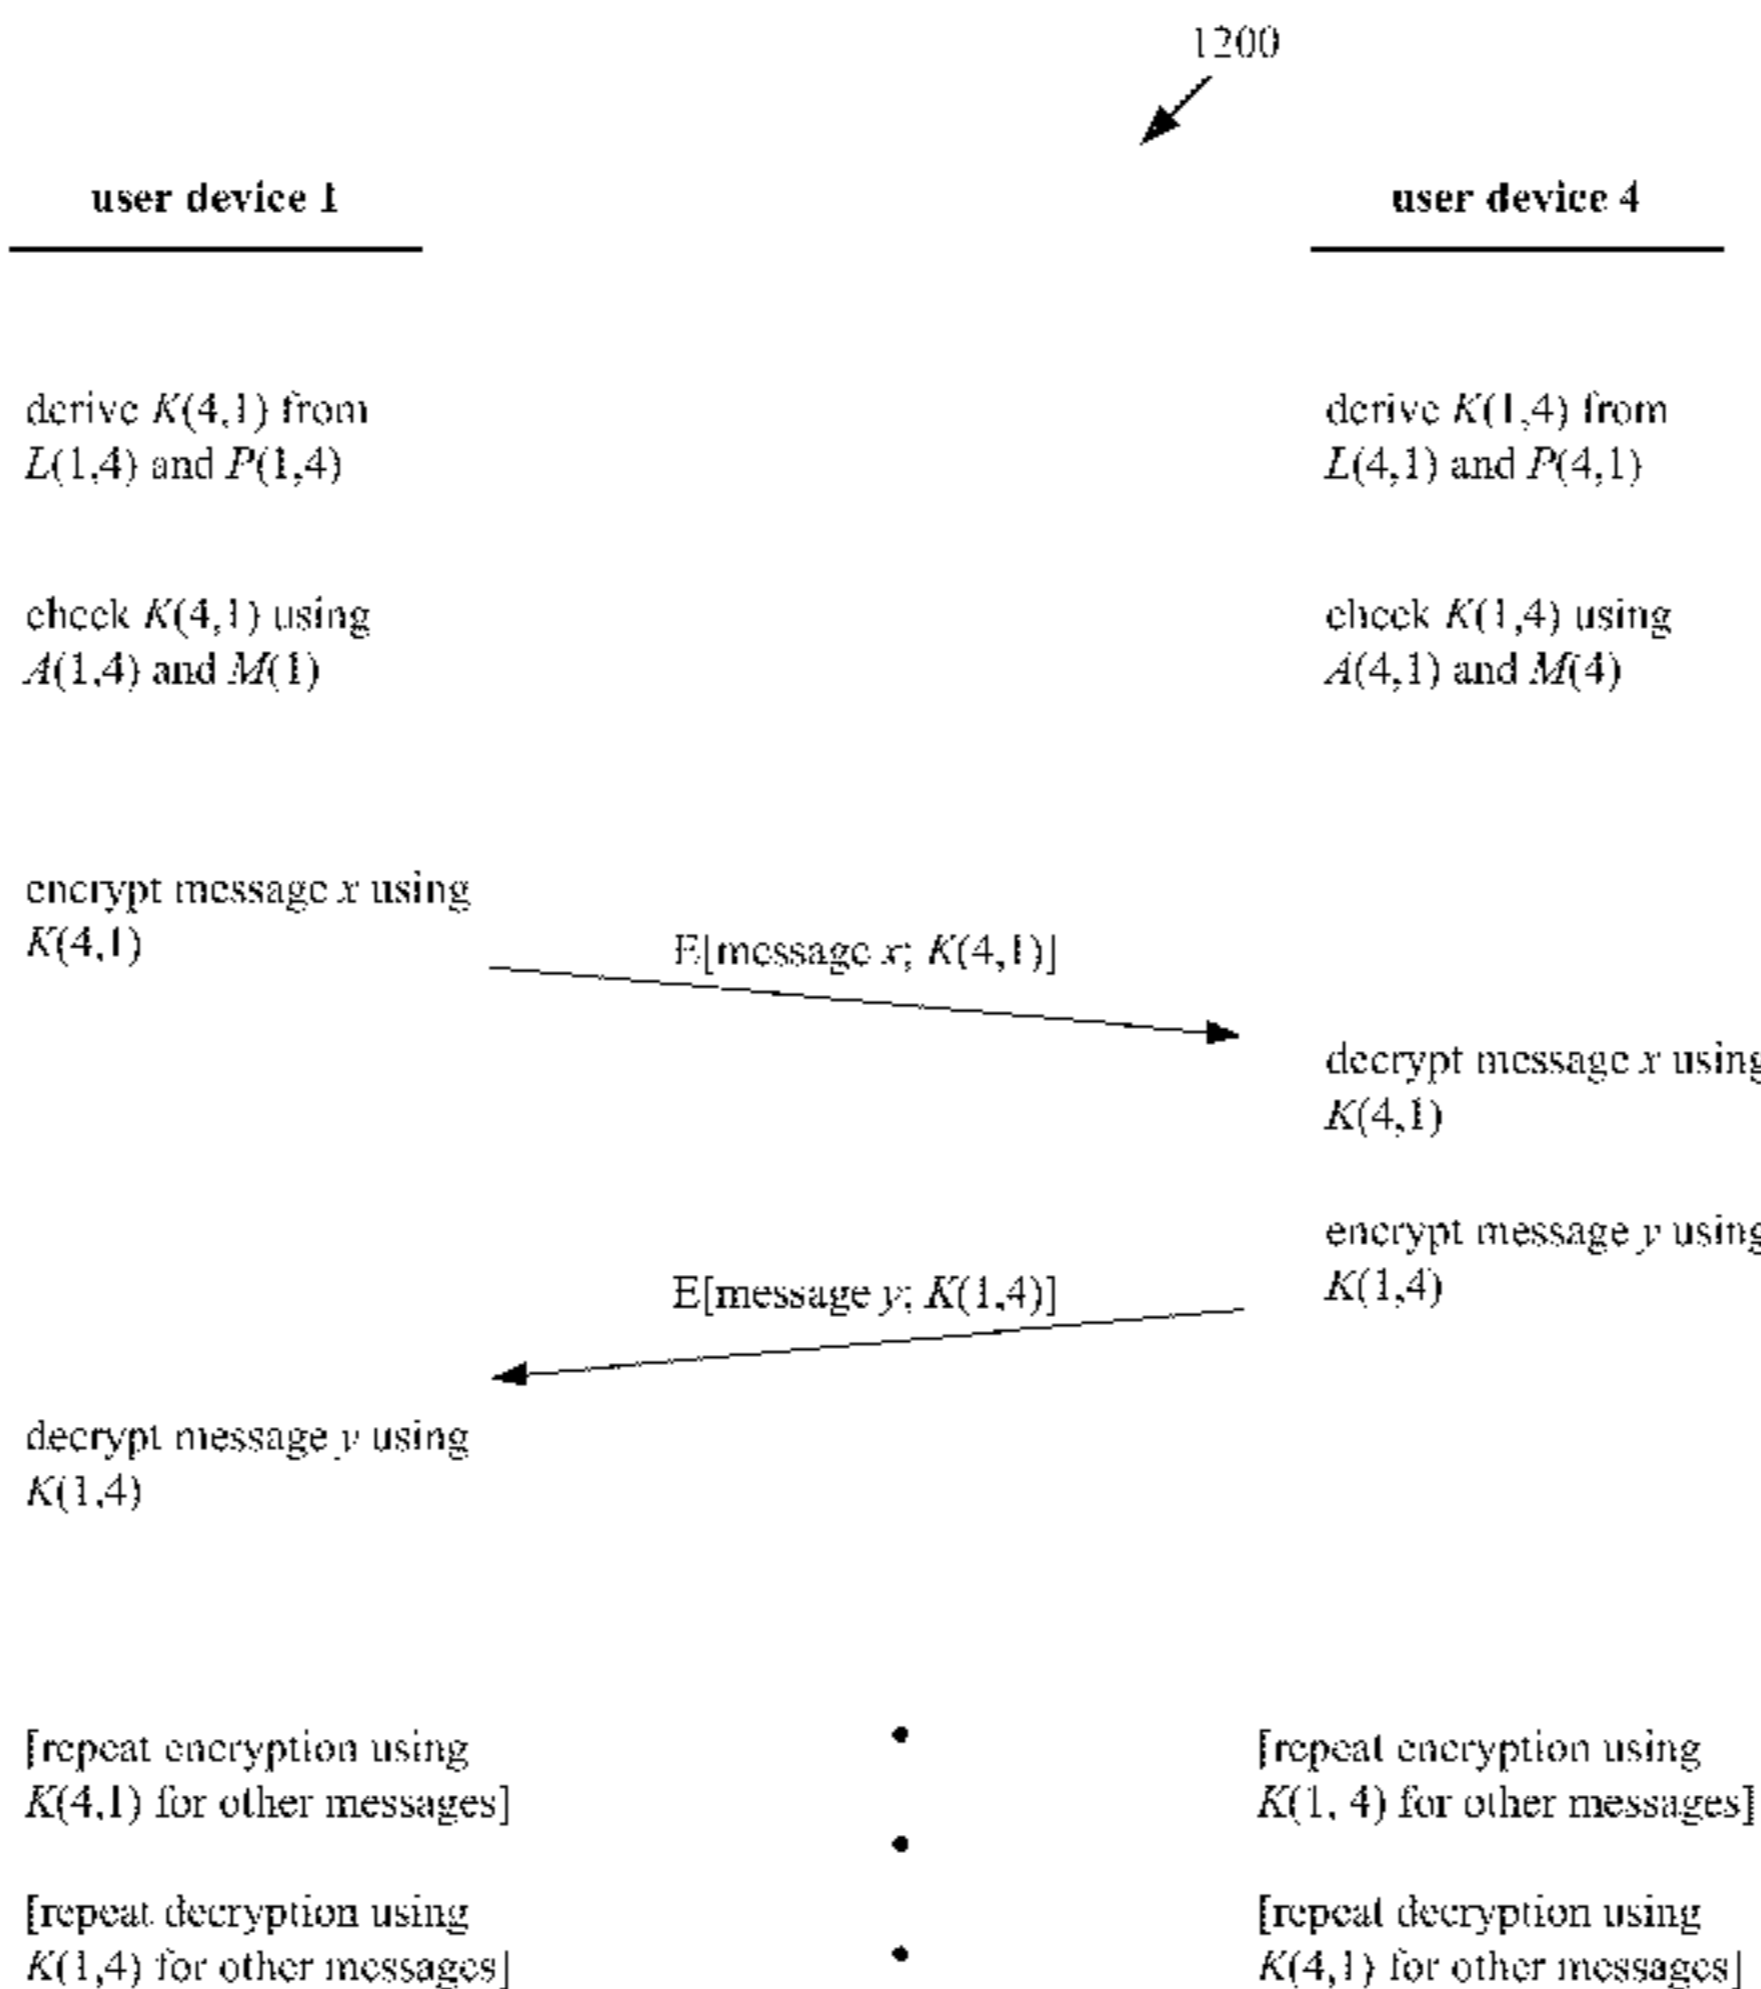 1200
user device 1
user device 4
derive K(4,1) from
L(1,4) and P(1,4)
derive K(1,4) from
L(4,1) and P(4,1)
check K(4,1) using
A(1,4) and M(1)
check K(1,4) using
A(4,1) and M(4)
encrypt message x using
K(4,1)
E[message x; K(4,1)]
decrypt message x using
K(4,1)
encrypt message y using
K(1,4)
E[message y; K(1,4)]
decrypt message y using
K(1,4)
[repeat encryption using
K(4,1) for other messages]
[repeat encryption using
K(1, 4) for other messages]
[repeat decryption using
K(1,4) for other messages]
[repeat decryption using
K(4,1) for other messages]